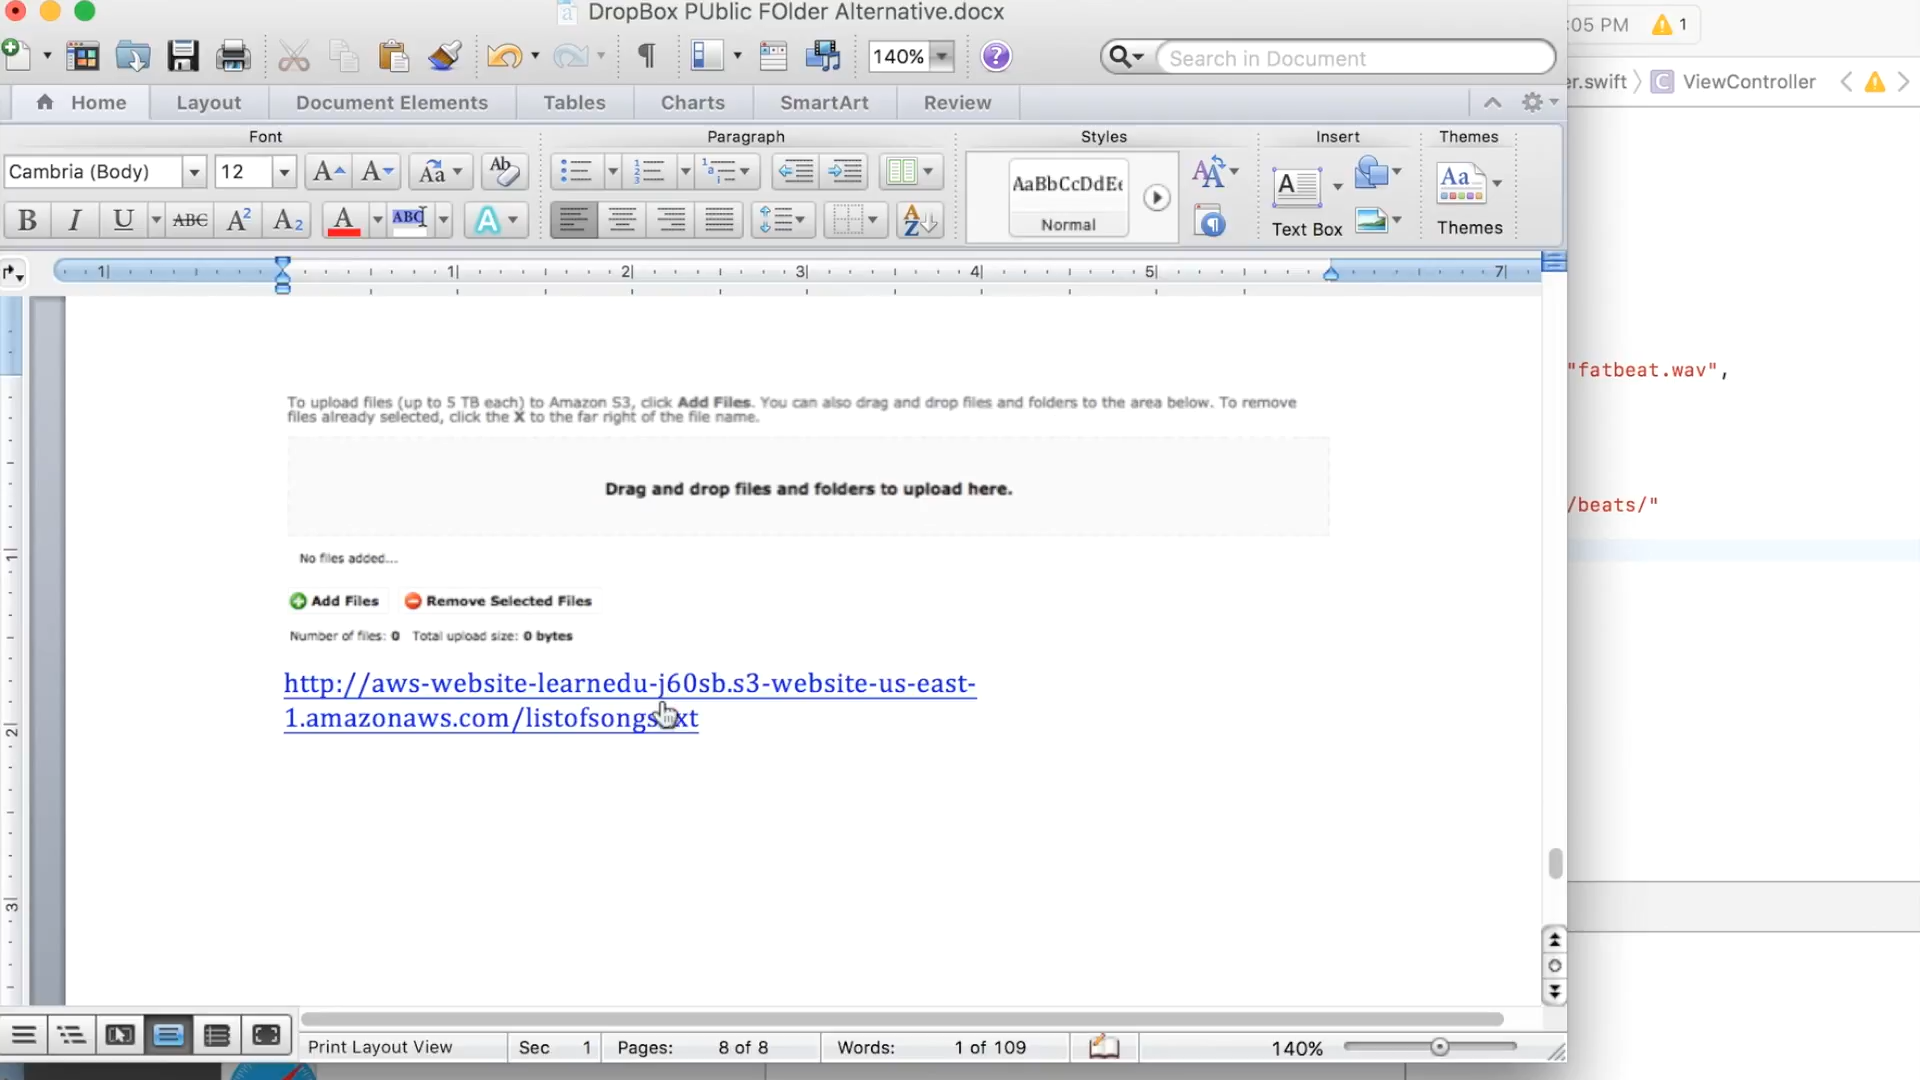 DropBox PUblic FOlder Alternative.docx
:05 PM 1
140%
Search in Document
er.swift ViewController
Home Layout Document Elements Tables Charts SmartArt Review
Font Paragraph Styles Insert Themes
Cambria (Body) 12
AaBbCcDdEe
Normal
Text Box
Themes
"fatbeat.wav",
To upload files (up to 5 TB each) to Amazon S3, click Add Files. You can also drag and drop files and folders to the area below. To remove
files already selected, click the X to the far right of the file name.
Drag and drop files and folders to upload here.
/beats/"
No files added...
Add Files Remove Selected Files
Number of files: 0 Total upload size: 0 bytes
http://aws-website-learnedu-j60sb.s3-website-us-east-
1.amazonaws.com/listofsongs
Print Layout View Sec 1 Pages: 8 of 8 Words: 1 of 109 140%